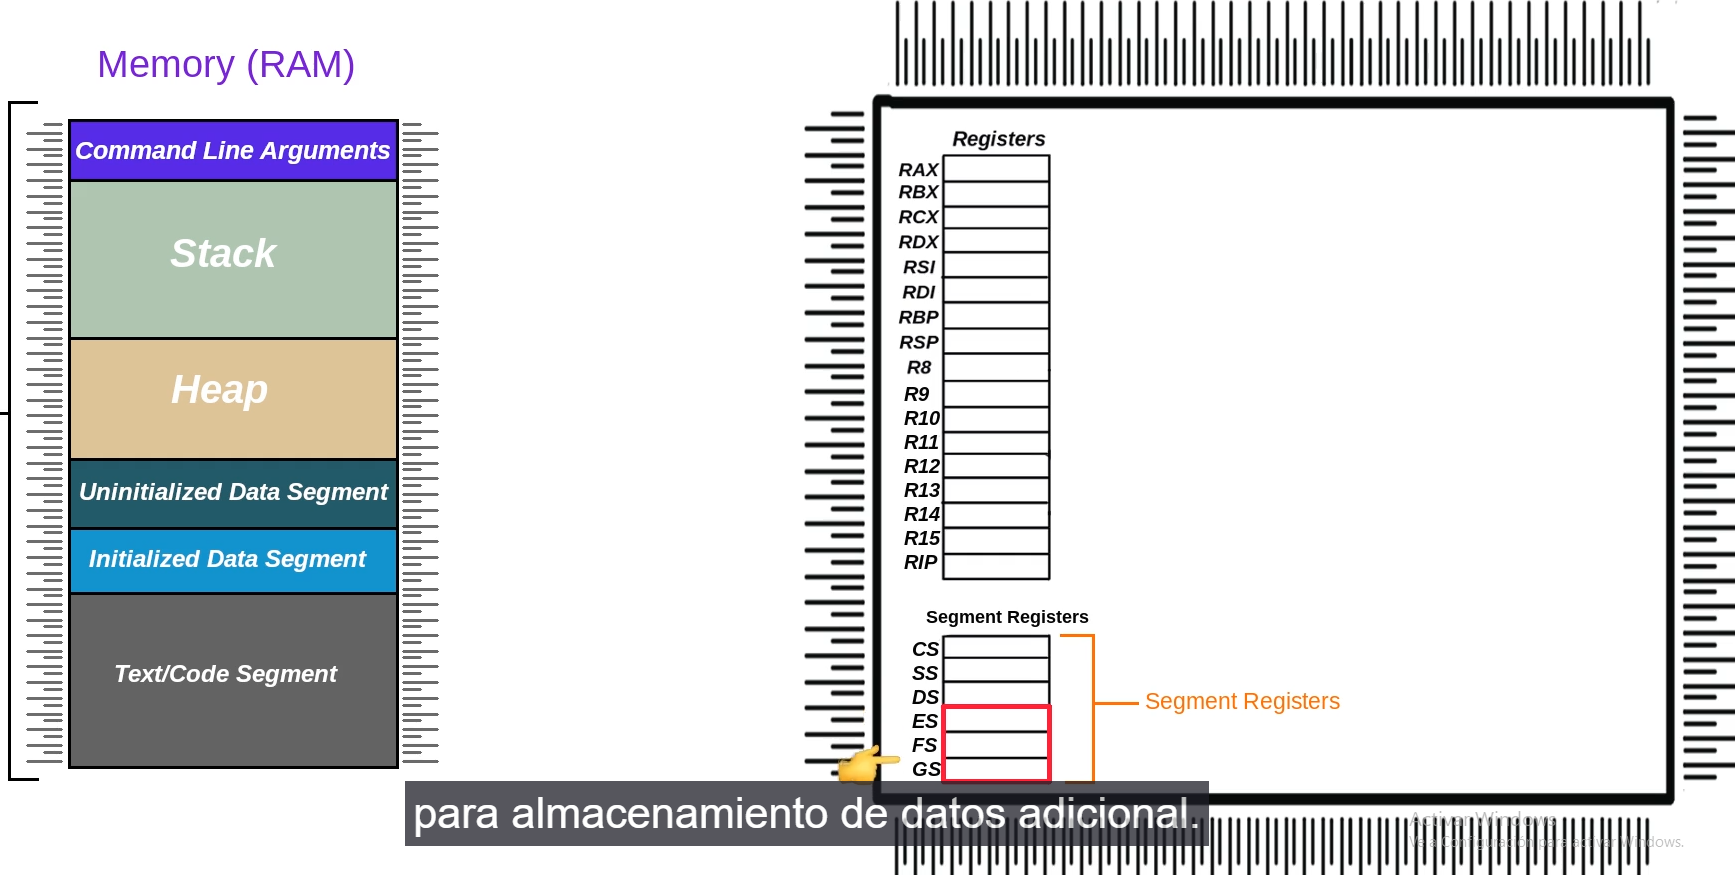 Memory (RAM)
Command Line Arguments
Stack
Heap
Uninitialized Data Segment
Initialized Data Segment
Text/Code Segment
Registers
RAX
RBX
RCX
RDX
RSI
RDI
RBP
RSP
R8
R9
R10
R11
R12
R13
R14
R15
RIP
Segment Registers
CS
SS
DS
ES
FS
GS
Segment Registers
para almacenamiento de datos adicional.
Activar Windows
Ve a Configuración para activar Windows.